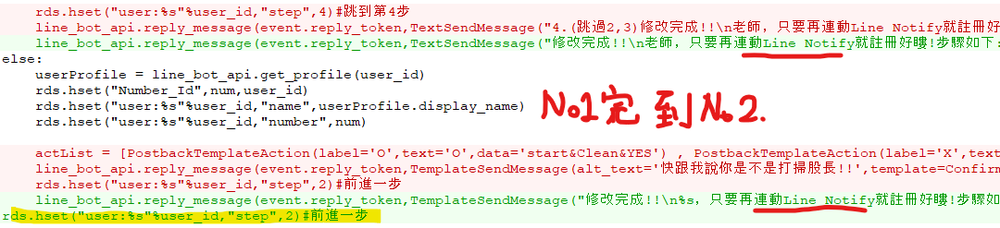 rds.hset("user:%s"%user_id,"step",4)#跳到第4步
line_bot_api.reply_message(event.reply_token,TextSendMessage("4.(跳過2,3)修改完成!!\n老師，只要再連動Line Notify就註冊好
line_bot_api.reply_message(event.reply_token,TextSendMessage("修改完成!!\n老師，只要再連動Line Notify就註冊好瞜!步驟如下:
else:
userProfile = line_bot_api.get_profile(user_id)
rds.hset("Number_Id",num,user_id)
rds.hset("user:%s"%user_id,"name",userProfile.display_name)
rds.hset("user:%s"%user_id,"number",num)
No1完 到No2.
actList = [PostbackTemplateAction(label='O',text='O',data='start&Clean&YES') , PostbackTemplateAction(label='X',text
line_bot_api.reply_message(event.reply_token,TemplateSendMessage(alt_text='快跟我說你是不是打掃股長!!',template=Confirm
rds.hset("user:%s"%user_id,"step",2)#前進一步
line_bot_api.reply_message(event.reply_token,TemplateSendMessage("修改完成!!\n%s，只要再連動Line Notify就註冊好瞜!步驟如
rds.hset("user:%s"%user_id,"step",2)#前進一步